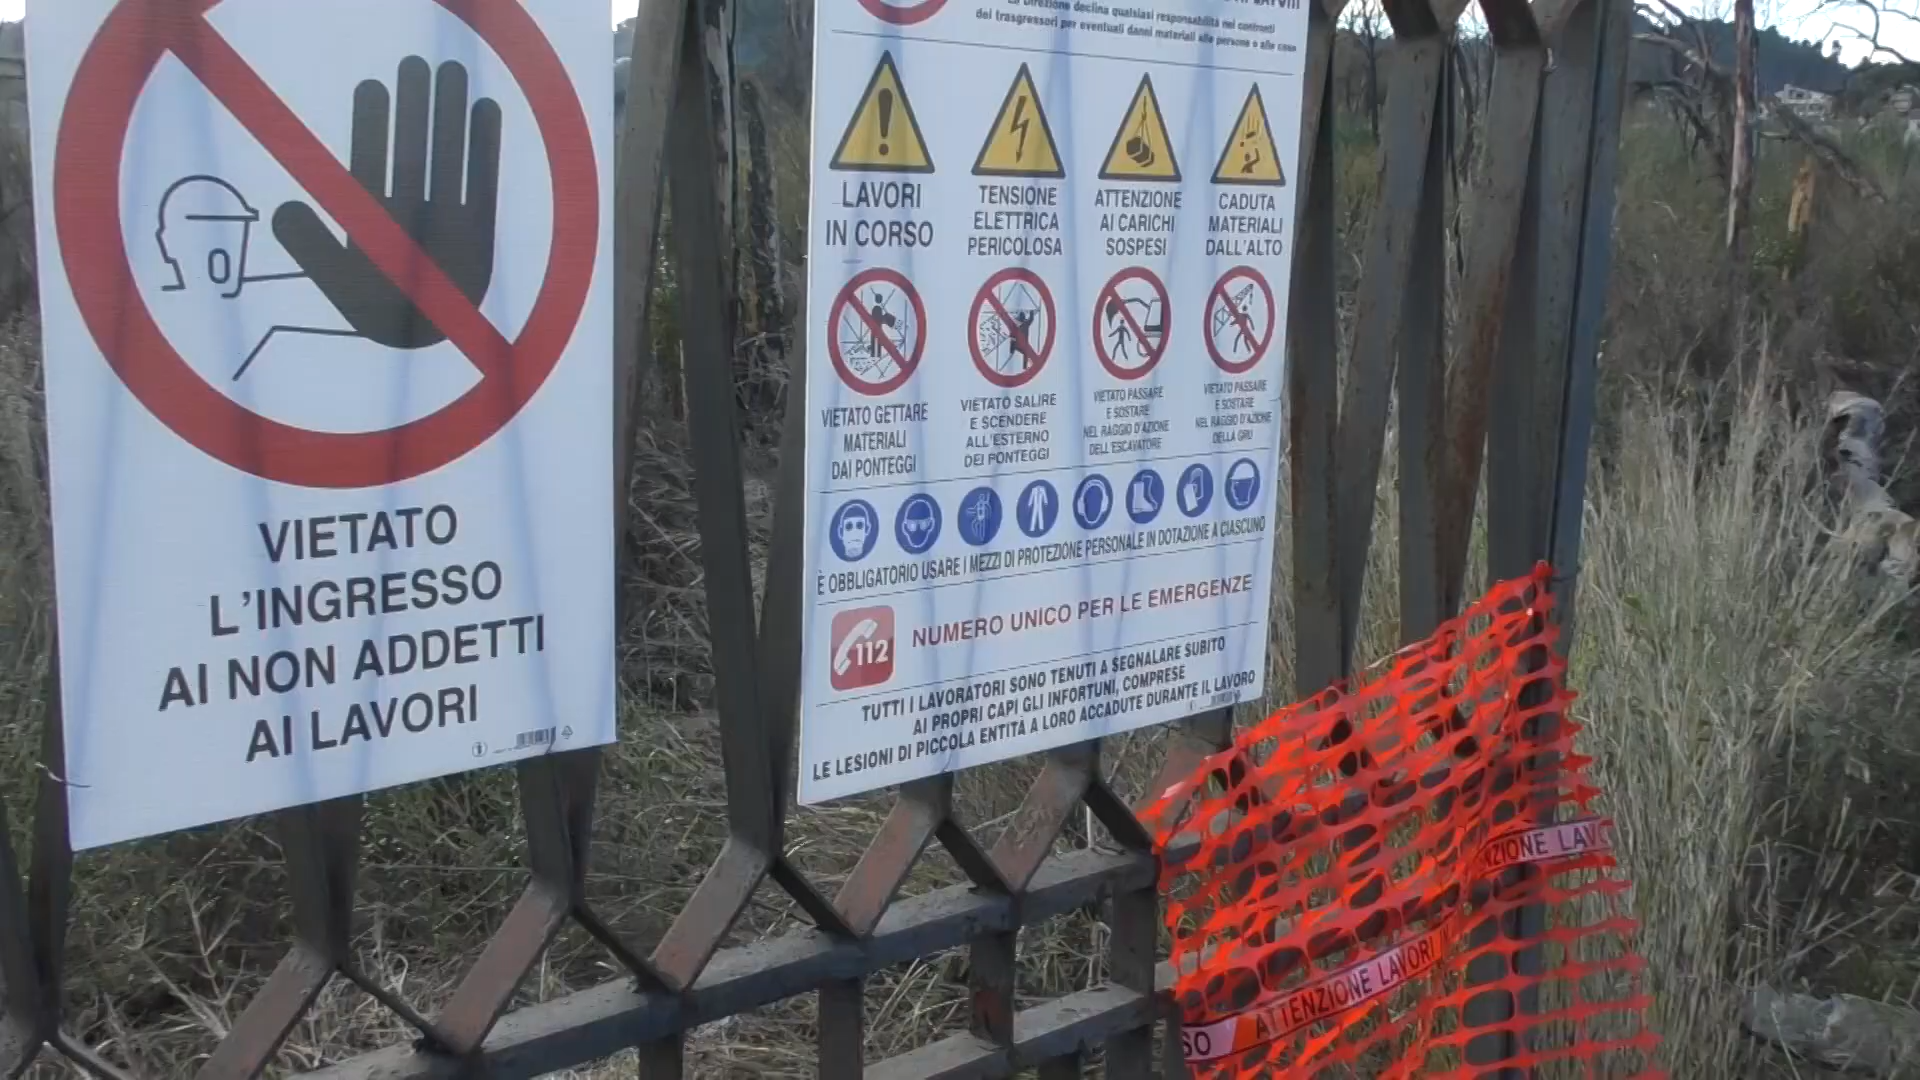 VIETATO
L'INGRESSO
AI NON ADDETTI
AI LAVORI
La Direzione declina qualsiasi responsabilità nei confronti
dei trasgressori per eventuali danni materiali alle persone o alle cose
LAVORI
IN CORSO
TENSIONE
ELETTRICA
PERICOLOSA
ATTENZIONE
AI CARICHI
SOSPESI
CADUTA
MATERIALI
DALL'ALTO
VIETATO GETTARE
MATERIALI
DAI PONTEGGI
VIETATO SALIRE
E SCENDERE
ALL'ESTERNO
DEI PONTEGGI
VIETATO PASSARE
E SOSTARE
NEL RAGGIO D'AZIONE
DELL'ESCAVATORE
VIETATO PASSARE
E SOSTARE
NEL RAGGIO D'AZIONE
DELLA GRU
È OBBLIGATORIO USARE I MEZZI DI PROTEZIONE PERSONALE IN DOTAZIONE A CIASCUNO
112
NUMERO UNICO PER LE EMERGENZE
TUTTI I LAVORATORI SONO TENUTI A SEGNALARE SUBITO
AI PROPRI CAPI GLI INFORTUNI, COMPRESE
LE LESIONI DI PICCOLA ENTITÀ A LORO ACCADUTE DURANTE IL LAVORO
NZIONE LAVO
SO ATTENZIONE LAVORI IN